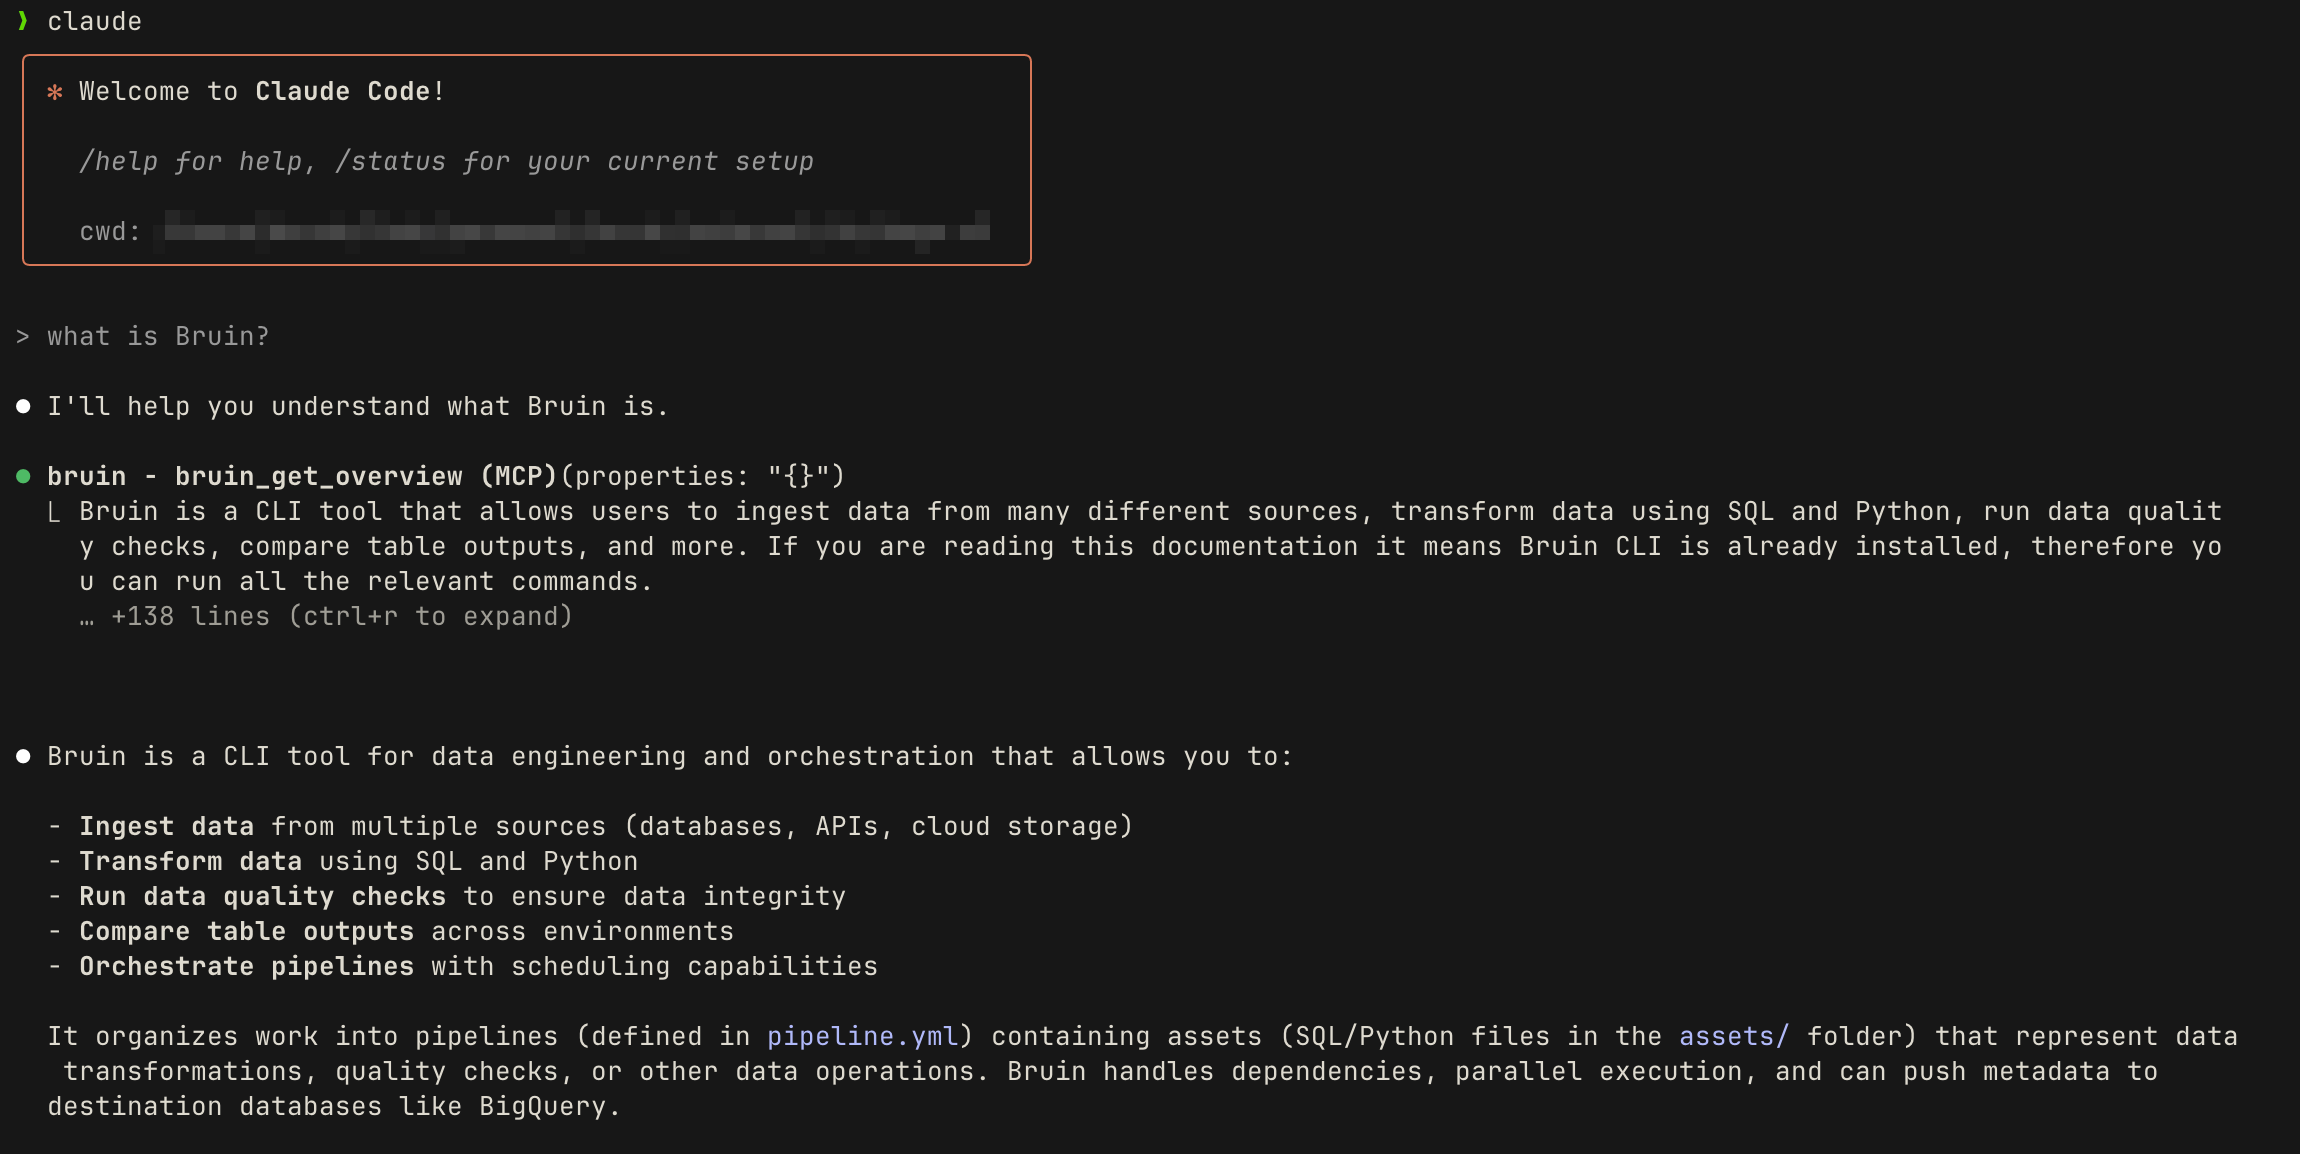 ❯ claude
✻ Welcome to Claude Code!
/help for help, /status for your current setup
cwd:
> what is Bruin?
● I'll help you understand what Bruin is.
● bruin - bruin_get_overview (MCP)(properties: "{}")
⎿ Bruin is a CLI tool that allows users to ingest data from many different sources, transform data using SQL and Python, run data qualit
y checks, compare table outputs, and more. If you are reading this documentation it means Bruin CLI is already installed, therefore yo
u can run all the relevant commands.
… +138 lines (ctrl+r to expand)
● Bruin is a CLI tool for data engineering and orchestration that allows you to:
- Ingest data from multiple sources (databases, APIs, cloud storage)
- Transform data using SQL and Python
- Run data quality checks to ensure data integrity
- Compare table outputs across environments
- Orchestrate pipelines with scheduling capabilities
It organizes work into pipelines (defined in pipeline.yml) containing assets (SQL/Python files in the assets/ folder) that represent data
transformations, quality checks, or other data operations. Bruin handles dependencies, parallel execution, and can push metadata to
destination databases like BigQuery.